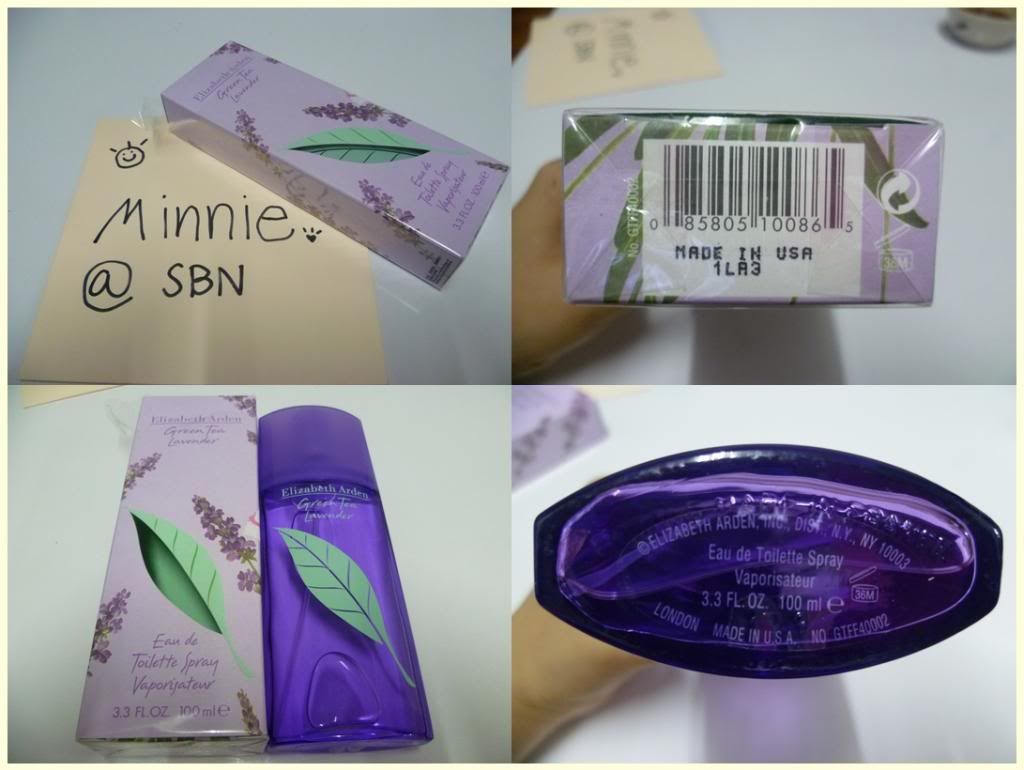 Elizabeth Arden
Green Tea
Lavender
Eau de
Toilette Spray
Vaporisateur
3.3 FL.OZ. 100 ml e
Minnie
@ SBN
Minnie
@ SBN
No. GTFF40002
0 85805 10086 5
MADE IN USA
1LA3
36M
Elizabeth Arden
Green Tea
Lavender
Eau de
Toilette Spray
Vaporisateur
3.3 FL.OZ. 100 ml e
Elizabeth Arden
Green Tea
Lavender
©ELIZABETH ARDEN, INC., DIST. N.Y., NY 10003
Eau de Toilette Spray
Vaporisateur
3.3 FL. OZ. 100 ml e
36M
LONDON MADE IN U.S.A. NO. GTFF40002